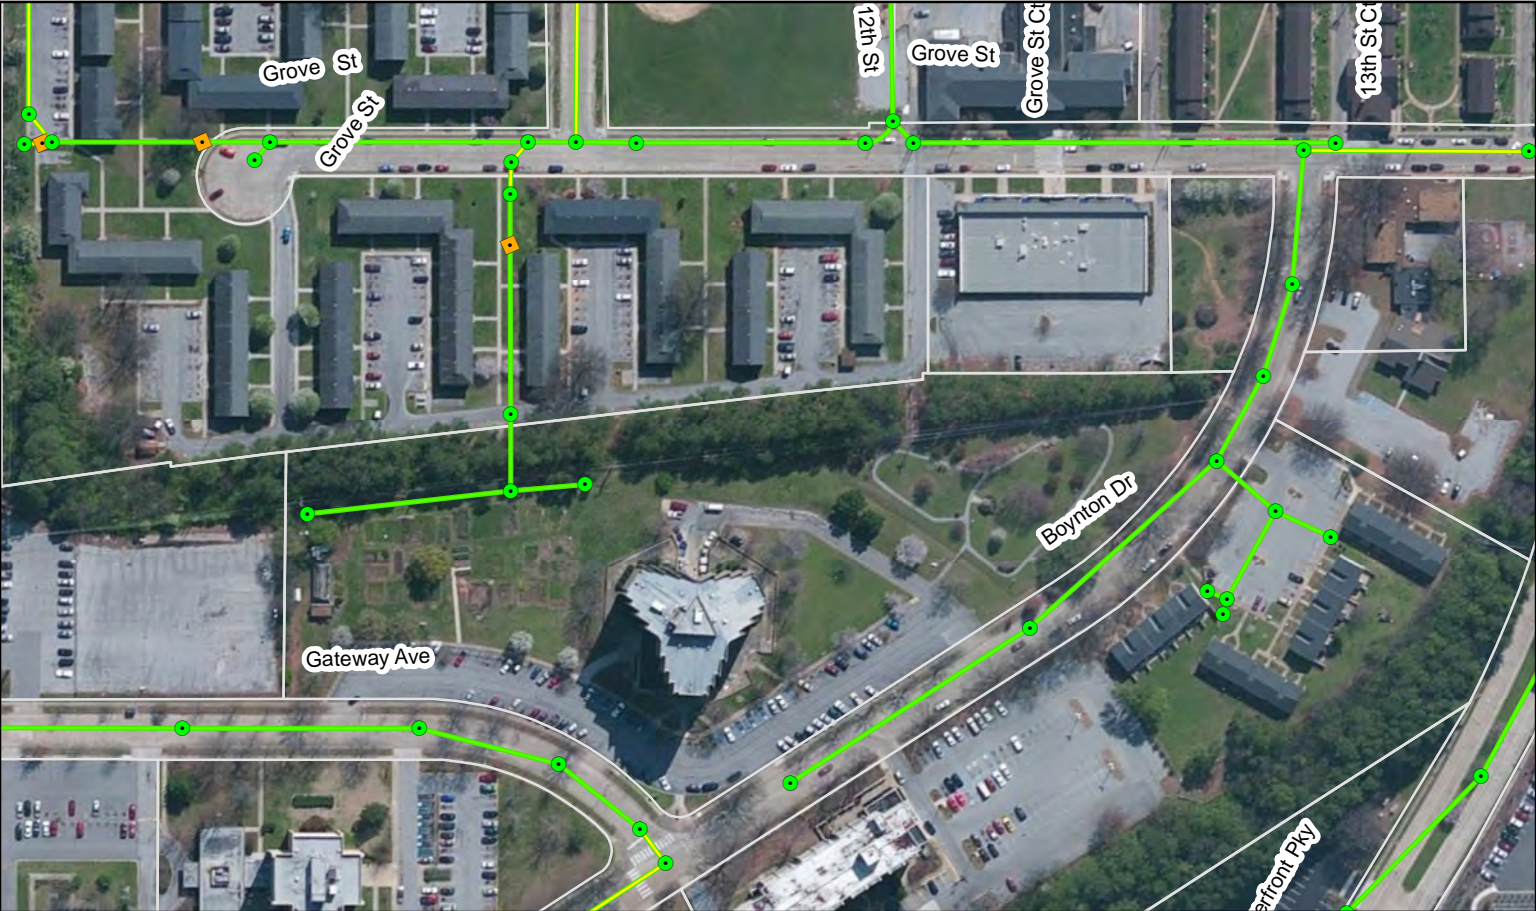 Grove St
Grove St
12th St
Grove St
Grove St Ct
13th St Ct
Boynton Dr
Gateway Ave
erfront Pky